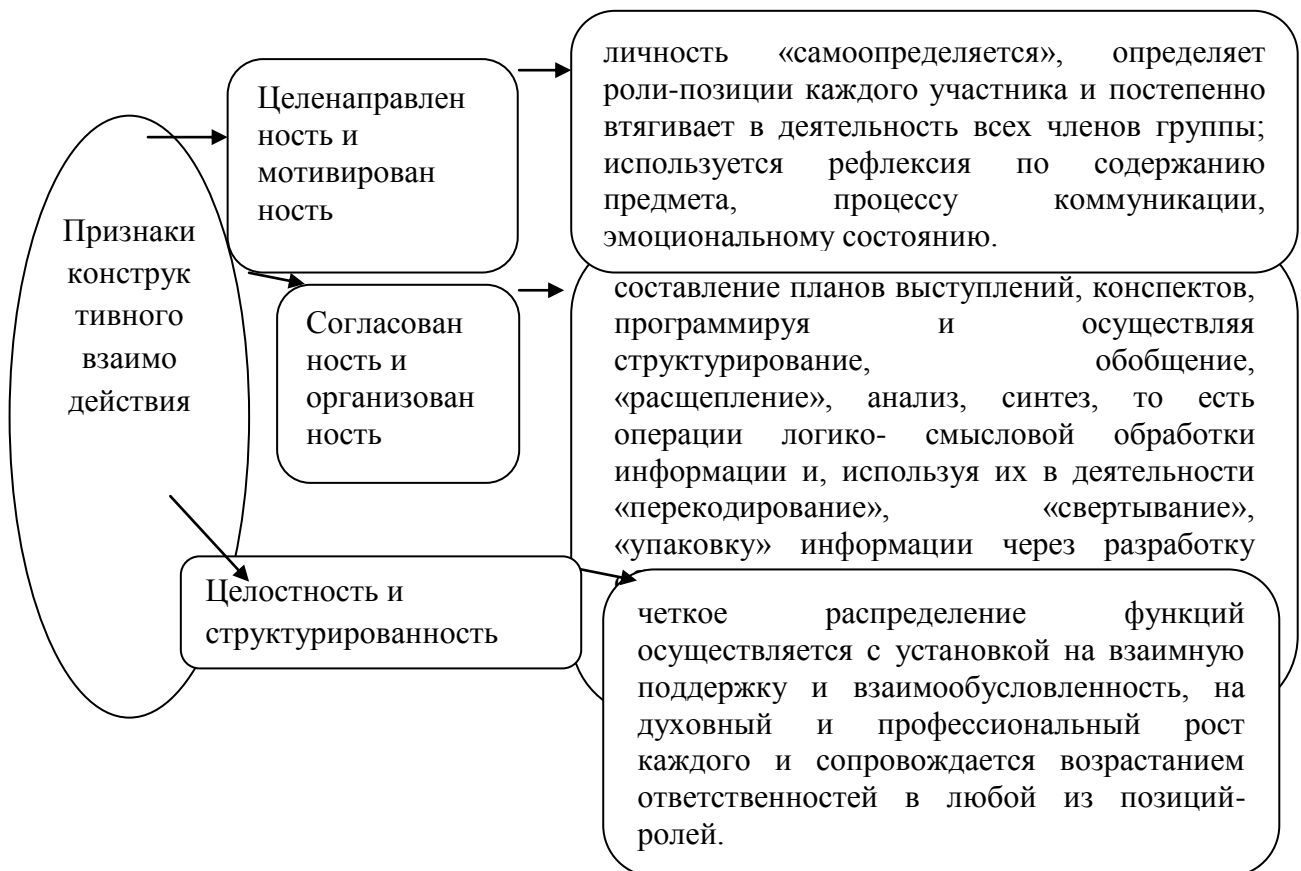 Признаки
конструк
тивного
взаимо
действия
Целенаправлен
ность и
мотивирован
ность
личность «самоопределяется», определяет
роли-позиции каждого участника и постепенно
втягивает в деятельность всех членов группы;
используется рефлексия по содержанию
предмета, процессу коммуникации,
эмоциональному состоянию.
Согласован
ность и
организован
ность
составление планов выступлений, конспектов,
программируя и осуществляя
структурирование, обобщение,
«расщепление», анализ, синтез, то есть
операции логико- смысловой обработки
информации и, используя их в деятельности
«перекодирование», «свертывание»,
«упаковку» информации через разработку
Целостность и
структурированность
четкое распределение функций
осуществляется с установкой на взаимную
поддержку и взаимообусловленность, на
духовный и профессиональный рост
каждого и сопровождается возрастанием
ответственностей в любой из позиций-
ролей.